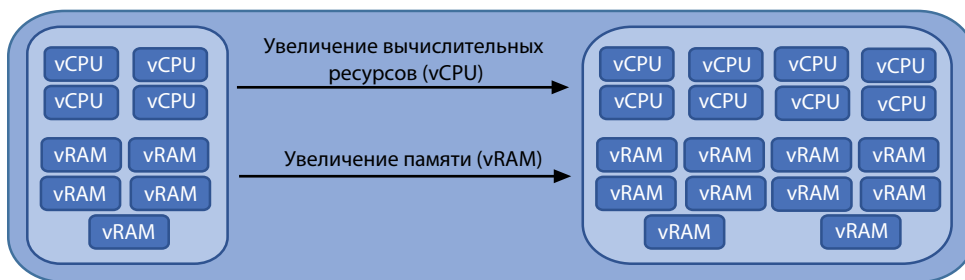 vCPU vCPU
vCPU vCPU
vRAM vRAM
vRAM vRAM
vRAM
Увеличение вычислительных
ресурсов (vCPU)
Увеличение памяти (vRAM)
vCPU vCPU vCPU vCPU
vCPU vCPU vCPU vCPU
vRAM vRAM vRAM vRAM
vRAM vRAM vRAM vRAM
vRAM vRAM